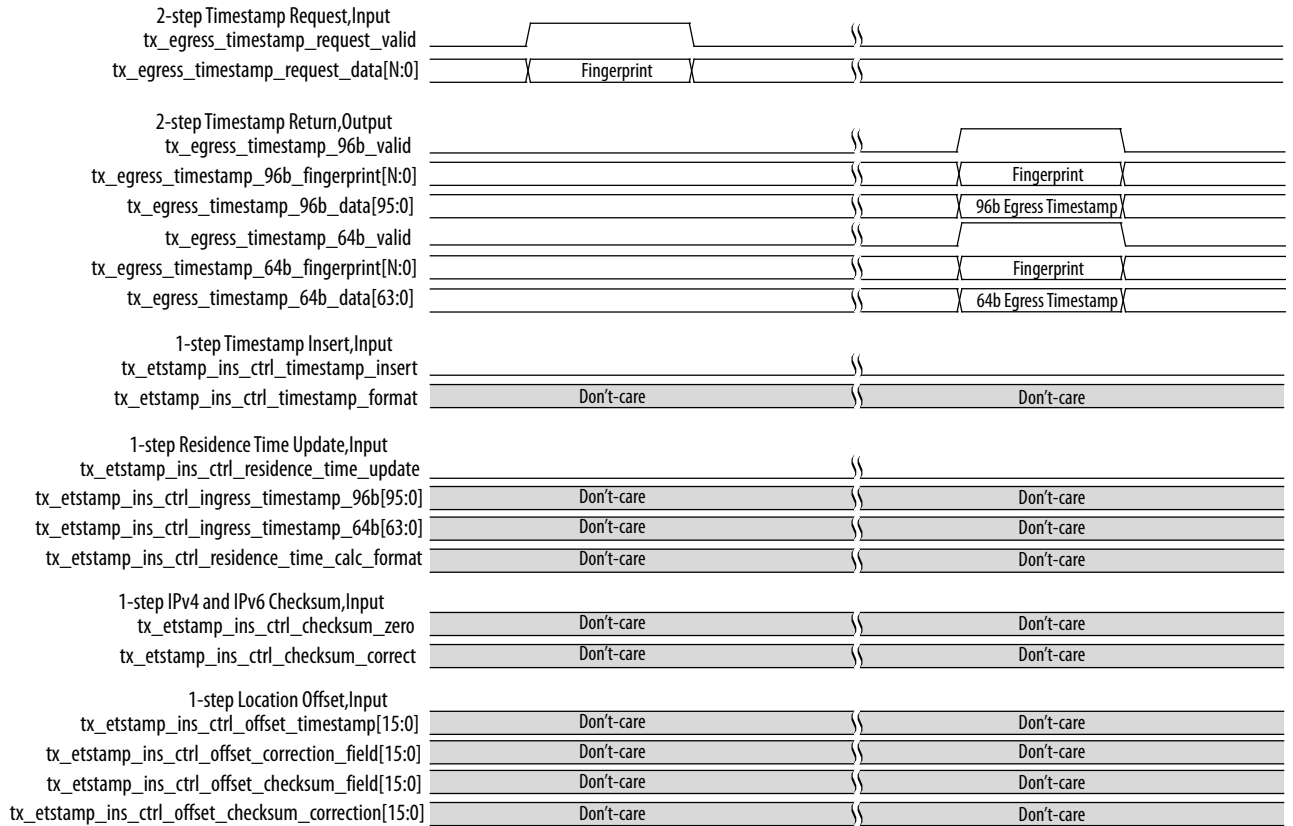 2-step Timestamp Request,Input
tx_egress_timestamp_request_valid
tx_egress_timestamp_request_data[N:0] Fingerprint
2-step Timestamp Return,Output
tx_egress_timestamp_96b_valid
tx_egress_timestamp_96b_fingerprint[N:0] Fingerprint
tx_egress_timestamp_96b_data[95:0] 96b Egress Timestamp
tx_egress_timestamp_64b_valid
tx_egress_timestamp_64b_fingerprint[N:0] Fingerprint
tx_egress_timestamp_64b_data[63:0] 64b Egress Timestamp
1-step Timestamp Insert,Input
tx_etstamp_ins_ctrl_timestamp_insert
tx_etstamp_ins_ctrl_timestamp_format Don't-care Don't-care
1-step Residence Time Update,Input
tx_etstamp_ins_ctrl_residence_time_update
tx_etstamp_ins_ctrl_ingress_timestamp_96b[95:0] Don't-care Don't-care
tx_etstamp_ins_ctrl_ingress_timestamp_64b[63:0] Don't-care Don't-care
tx_etstamp_ins_ctrl_residence_time_calc_format Don't-care Don't-care
1-step IPv4 and IPv6 Checksum,Input
tx_etstamp_ins_ctrl_checksum_zero Don't-care Don't-care
tx_etstamp_ins_ctrl_checksum_correct Don't-care Don't-care
1-step Location Offset,Input
tx_etstamp_ins_ctrl_offset_timestamp[15:0] Don't-care Don't-care
tx_etstamp_ins_ctrl_offset_correction_field[15:0] Don't-care Don't-care
tx_etstamp_ins_ctrl_offset_checksum_field[15:0] Don't-care Don't-care
tx_etstamp_ins_ctrl_offset_checksum_correction[15:0] Don't-care Don't-care